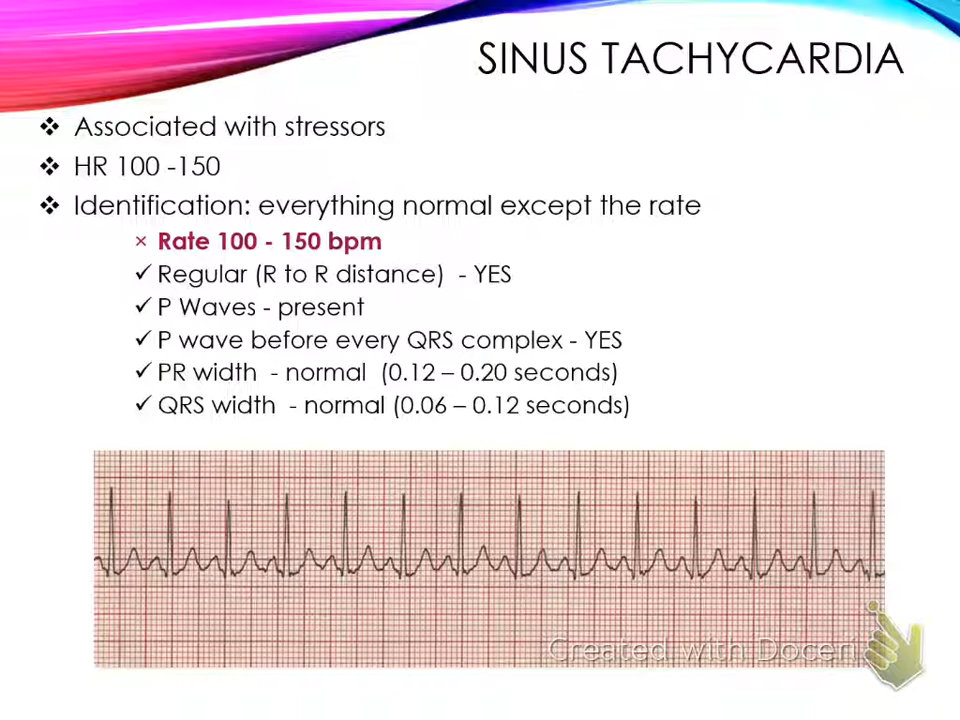 SINUS TACHYCARDIA
❖ Associated with stressors
❖ HR 100 -150
❖ Identification: everything normal except the rate
× Rate 100 - 150 bpm
✓ Regular (R to R distance) - YES
✓ P Waves - present
✓ P wave before every QRS complex - YES
✓ PR width - normal (0.12 – 0.20 seconds)
✓ QRS width - normal (0.06 – 0.12 seconds)
Created with Doceri